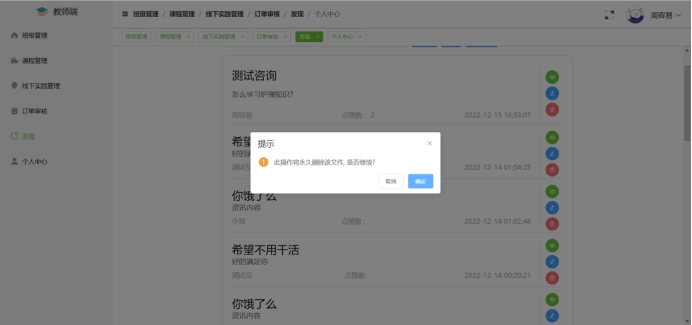 教师端
班级管理 / 课程管理 / 线下实践管理 / 订单审核 / 发现 / 个人中心
周容易
班级管理
课程管理 ×
线下实践管理 ×
订单审核 ×
发现 ×
个人中心 ×
班级管理
课程管理
线下实践管理
订单审核
发现
个人中心
测试咨询
怎么学习护理知识?
点赞数: 2 2022-12-15 16:53:07
希望
好的满
测试员 2022-12-14 01:04:25
提示 ×
此操作将永久删除该文件, 是否继续?
取消 确定
你饿了么
资讯内容
小郑 点赞数: 2022-12-14 01:02:48
希望不用干活
好的满足你
测试员 点赞数: 2022-12-14 00:20:21
你饿了么
资讯内容